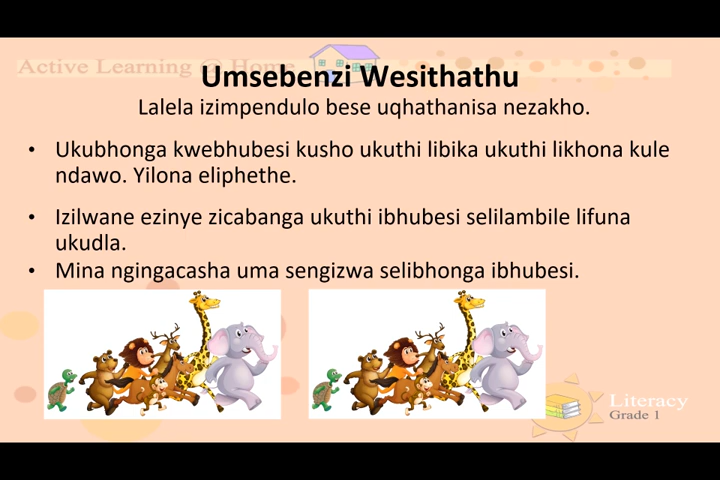 Active Learning @ Home
Umsebenzi Wesithathu
Lalela izimpendulo bese uqhathanisa nezakho.
• Ukubhonga kwebhubesi kusho ukuthi libika ukuthi likhona kule
ndawo. Yilona eliphethe.
• Izilwane ezinye zicabanga ukuthi ibhubesi selilambile lifuna
ukudla.
• Mina ngingacasha uma sengizwa selibhonga ibhubesi.
Literacy
Grade 1